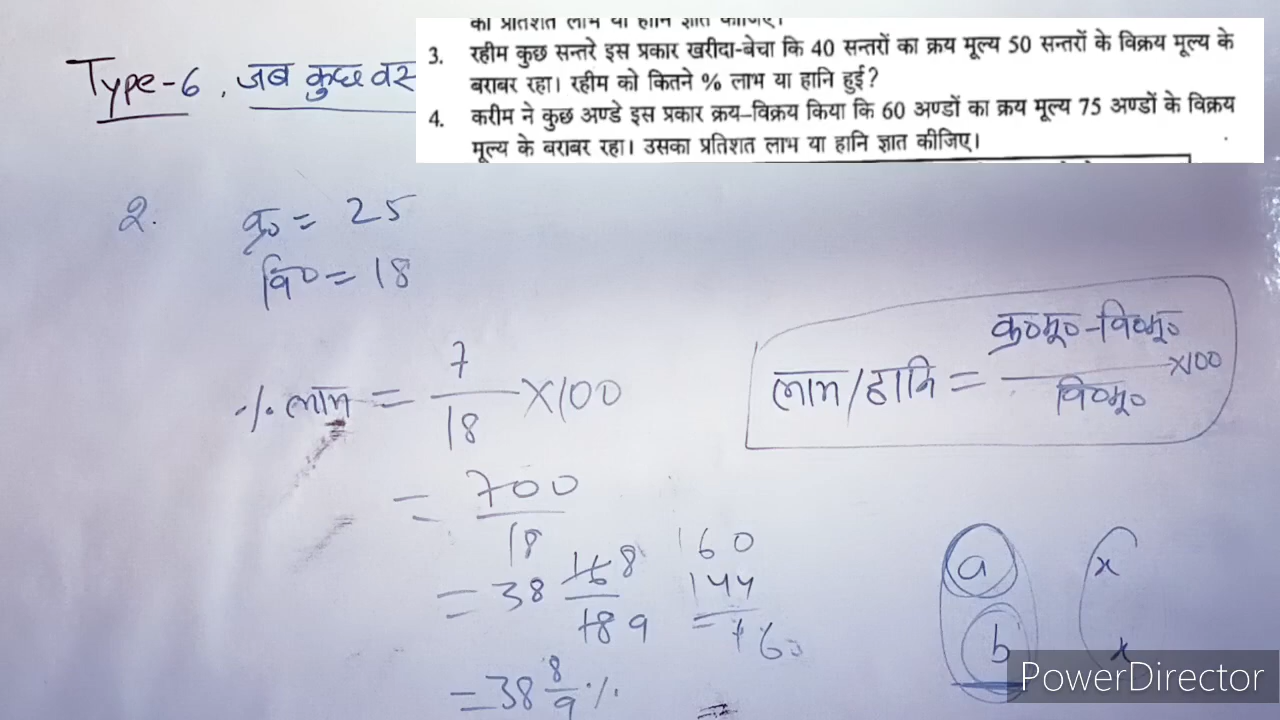 का प्रतिशत लाभ या हानि ज्ञात कीजिए।
3. रहीम कुछ सन्तरे इस प्रकार खरीदा-बेचा कि 40 सन्तरों का क्रय मूल्य 50 सन्तरों के विक्रय मूल्य के
बराबर रहा। रहीम को कितने % लाभ या हानि हुई?
4. करीम ने कुछ अण्डे इस प्रकार क्रय–विक्रय किया कि 60 अण्डों का क्रय मूल्य 75 अण्डों के विक्रय
मूल्य के बराबर रहा। उसका प्रतिशत लाभ या हानि ज्ञात कीजिए।
Type-6, जब कुछ वस
2. क्र० = 25
वि० = 18
% लाभ = 7/18 ×100
लाभ/हानि = क्र०मू० - वि०मू०/वि०मू० ×100
= 700/18
= 38 16 8/18 9
160
144
= 160
= 38 8/9 %
a x
b x
PowerDirector